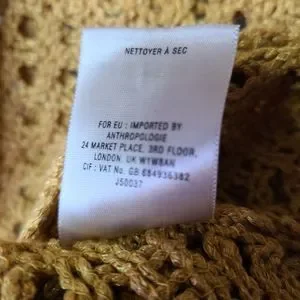 NETTOYER À SEC
FOR EU : IMPORTED BY
ANTHROPOLOGIE
24 MARKET PLACE, 3RD FLOOR,
LONDON. UK W1W8AN
CIF : VAT No. GB 684936382
J50037